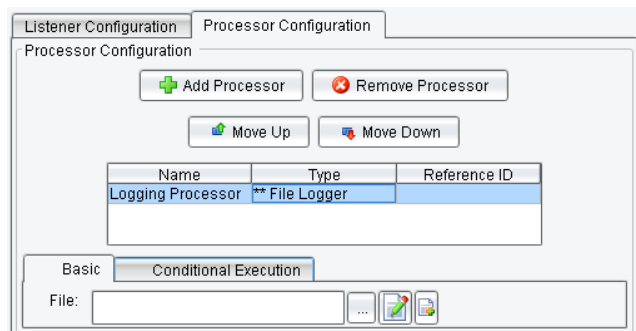 Listener Configuration Processor Configuration
Processor Configuration
Add Processor Remove Processor
Move Up Move Down
Name Type Reference ID
Logging Processor ** File Logger
Basic Conditional Execution
File: ...